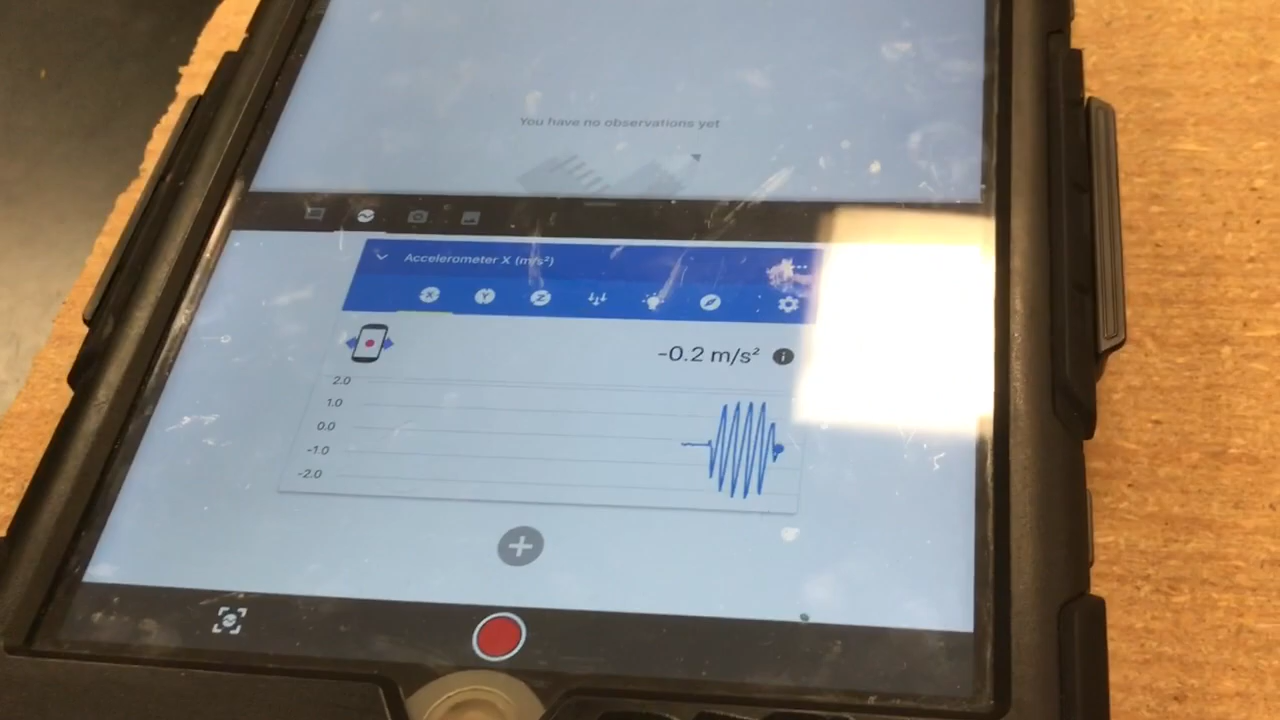 You have no observations yet
Accelerometer X (m/s²)
X Y Z
-0.2 m/s² i
2.0
1.0
0.0
-1.0
-2.0